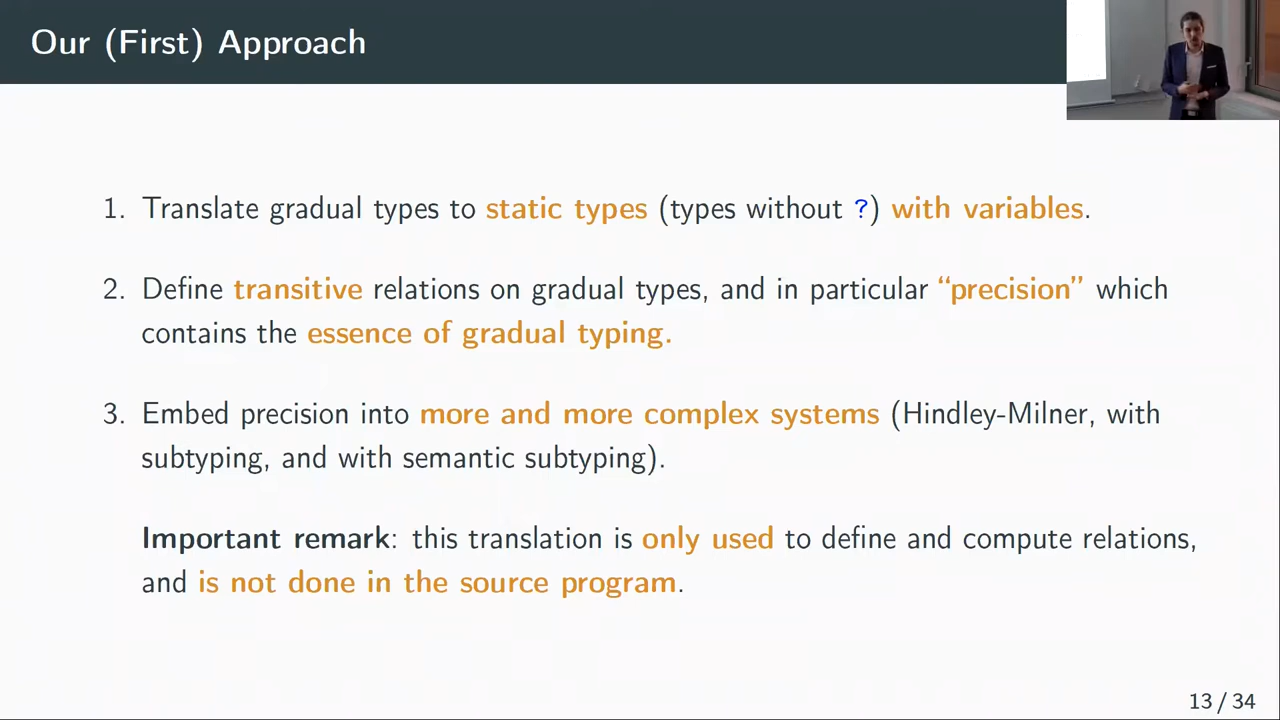 Our (First) Approach
1. Translate gradual types to static types (types without ?) with variables.
2. Define transitive relations on gradual types, and in particular “precision” which
contains the essence of gradual typing.
3. Embed precision into more and more complex systems (Hindley-Milner, with
subtyping, and with semantic subtyping).
Important remark: this translation is only used to define and compute relations,
and is not done in the source program.
13 / 34